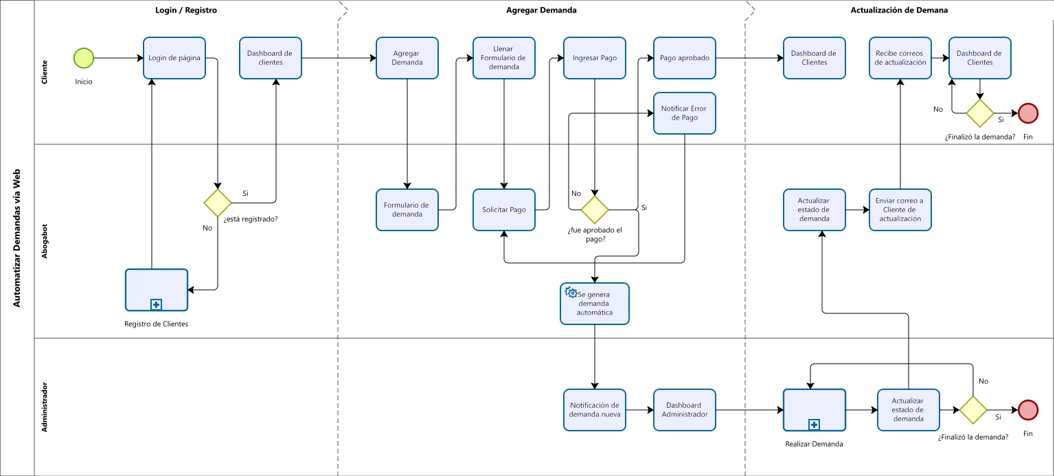 Login / Registro
Agregar Demanda
Actualización de Demana
Automatizar Demandas via Web
Cliente
Inicio
Login de página
Dashboard de
clientes
Agregar
Demanda
Llenar
Formulario de
demanda
Ingresar Pago
Pago aprobado
Notificar Error
de Pago
Dashboard de
Clientes
Recibe correos
de actualización
Dashboard de
Clientes
No
Si
¿Finalizó la demanda?
Fin
Abogabot
Si
¿está registrado?
No
Registro de Clientes
Formulario de
demanda
Solicitar Pago
No
Si
¿fue aprobado el
pago?
Se genera
demanda
automática
Actualizar
estado de
demanda
Enviar correo a
Cliente de
actualización
Administrador
Notificación de
demanda nueva
Dashboard
Administrador
Realizar Demanda
Actualizar
estado de
demanda
No
Si
¿Finalizó la demanda?
Fin